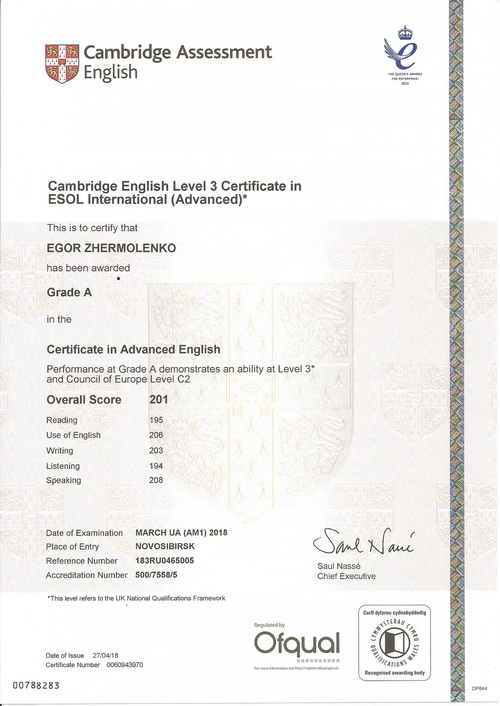 Cambridge Assessment
English
THE QUEEN'S AWARDS
FOR ENTERPRISE:
2015
Cambridge English Level 3 Certificate in
ESOL International (Advanced)*
This is to certify that
EGOR ZHERMOLENKO
has been awarded
Grade A
in the
Certificate in Advanced English
Performance at Grade A demonstrates an ability at Level 3*
and Council of Europe Level C2
Overall Score 201
Reading 195
Use of English 206
Writing 203
Listening 194
Speaking 208
Date of Examination MARCH UA (AM1) 2018
Place of Entry NOVOSIBIRSK
Reference Number 183RU0465005
Accreditation Number 500/7558/5
Saul Nassé
Saul Nassé
Chief Executive
*This level refers to the UK National Qualifications Framework
Regulated by
Ofqual
For more information see http://register.ofqual.gov.uk
Corff dyfarnu cydnabyddedig
CYMWYSTERAU CYMRU
QUALIFICATIONS WALES
Recognised awarding body
Date of Issue 27/04/18
Certificate Number 0060943970
00788283
DP844